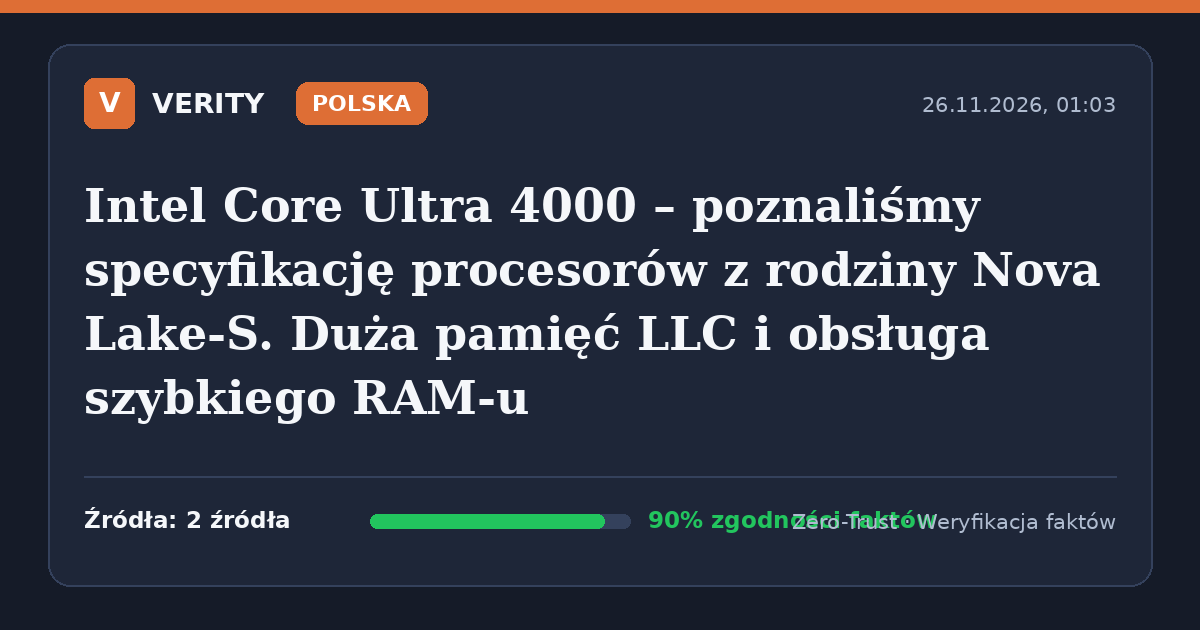 V VERITY POLSKA 26.11.2026, 01:03
Intel Core Ultra 4000 – poznaliśmy
specyfikację procesorów z rodziny Nova
Lake-S. Duża pamięć LLC i obsługa
szybkiego RAM-u
Źródła: 2 źródła 90% zgodności faktów Zero-Trust · Weryfikacja faktów